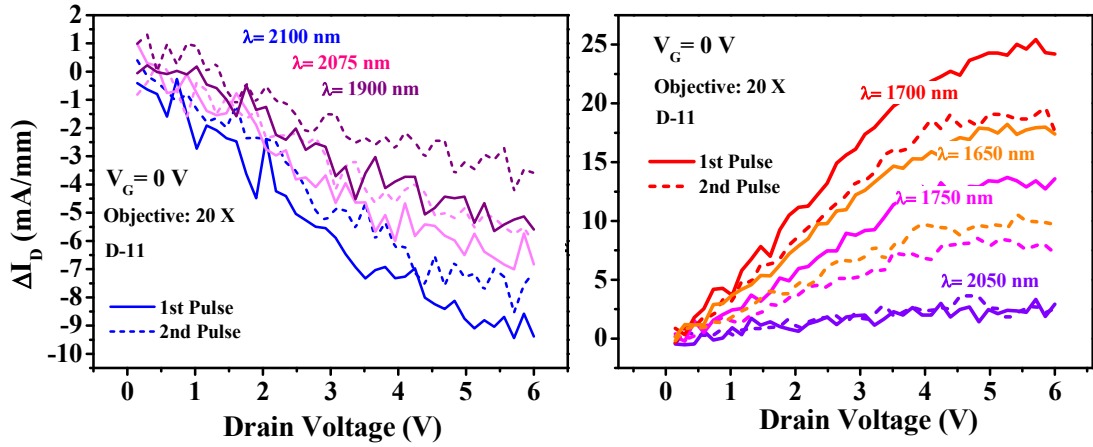 ΔI_D (mA/mm)
2
1
0
-1
-2
-3
-4
-5
-6
-7
-8
-9
-10
λ= 2100 nm
λ= 2075 nm
λ= 1900 nm
V_G= 0 V
Objective: 20 X
D-11
1st Pulse
2nd Pulse
0 1 2 3 4 5 6
Drain Voltage (V)
25
20
15
10
5
0
V_G= 0 V
Objective: 20 X
D-11
λ= 1700 nm
1st Pulse
2nd Pulse
λ= 1650 nm
λ= 1750 nm
λ= 2050 nm
0 1 2 3 4 5 6
Drain Voltage (V)